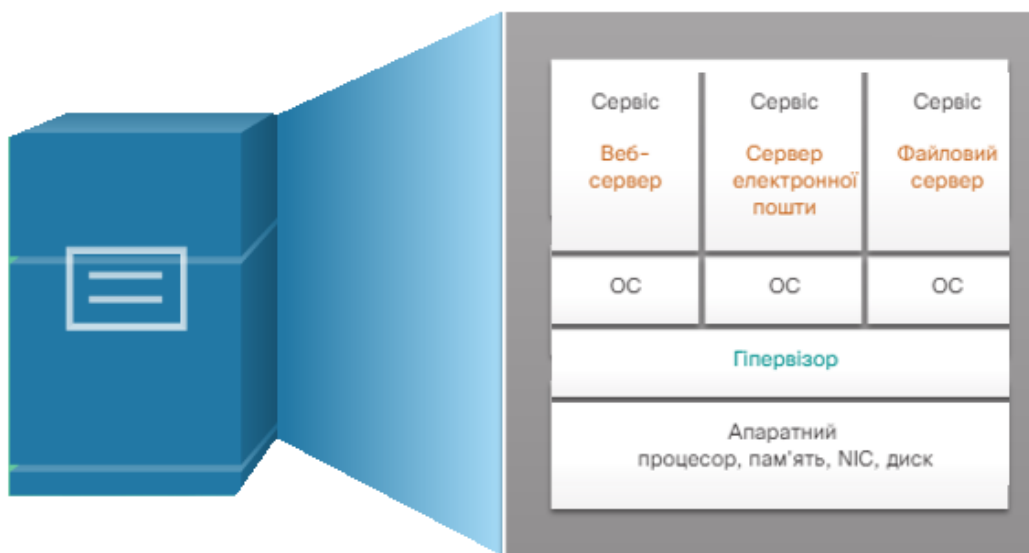 Сервіс
Веб-
сервер
Сервіс
Сервер
електронної
пошти
Сервіс
Файловий
сервер
ОС
ОС
ОС
Гіпервізор
Апаратний
процесор, пам'ять, NIC, диск